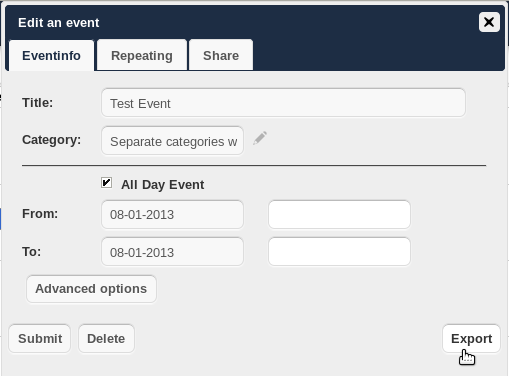 Edit an event
Eventinfo Repeating Share
Title: Test Event
Category: Separate categories w
All Day Event
From: 08-01-2013
To: 08-01-2013
Advanced options
Submit Delete Export